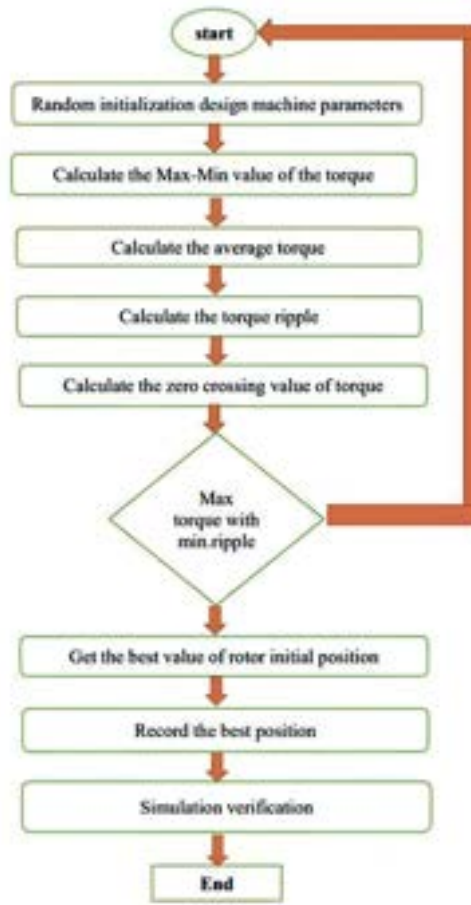 start
Random initialization design machine parameters
Calculate the Max-Min value of the torque
Calculate the average torque
Calculate the torque ripple
Calculate the zero crossing value of torque
Max
torque with
min.ripple
Get the best value of rotor initial position
Record the best position
Simulation verification
End